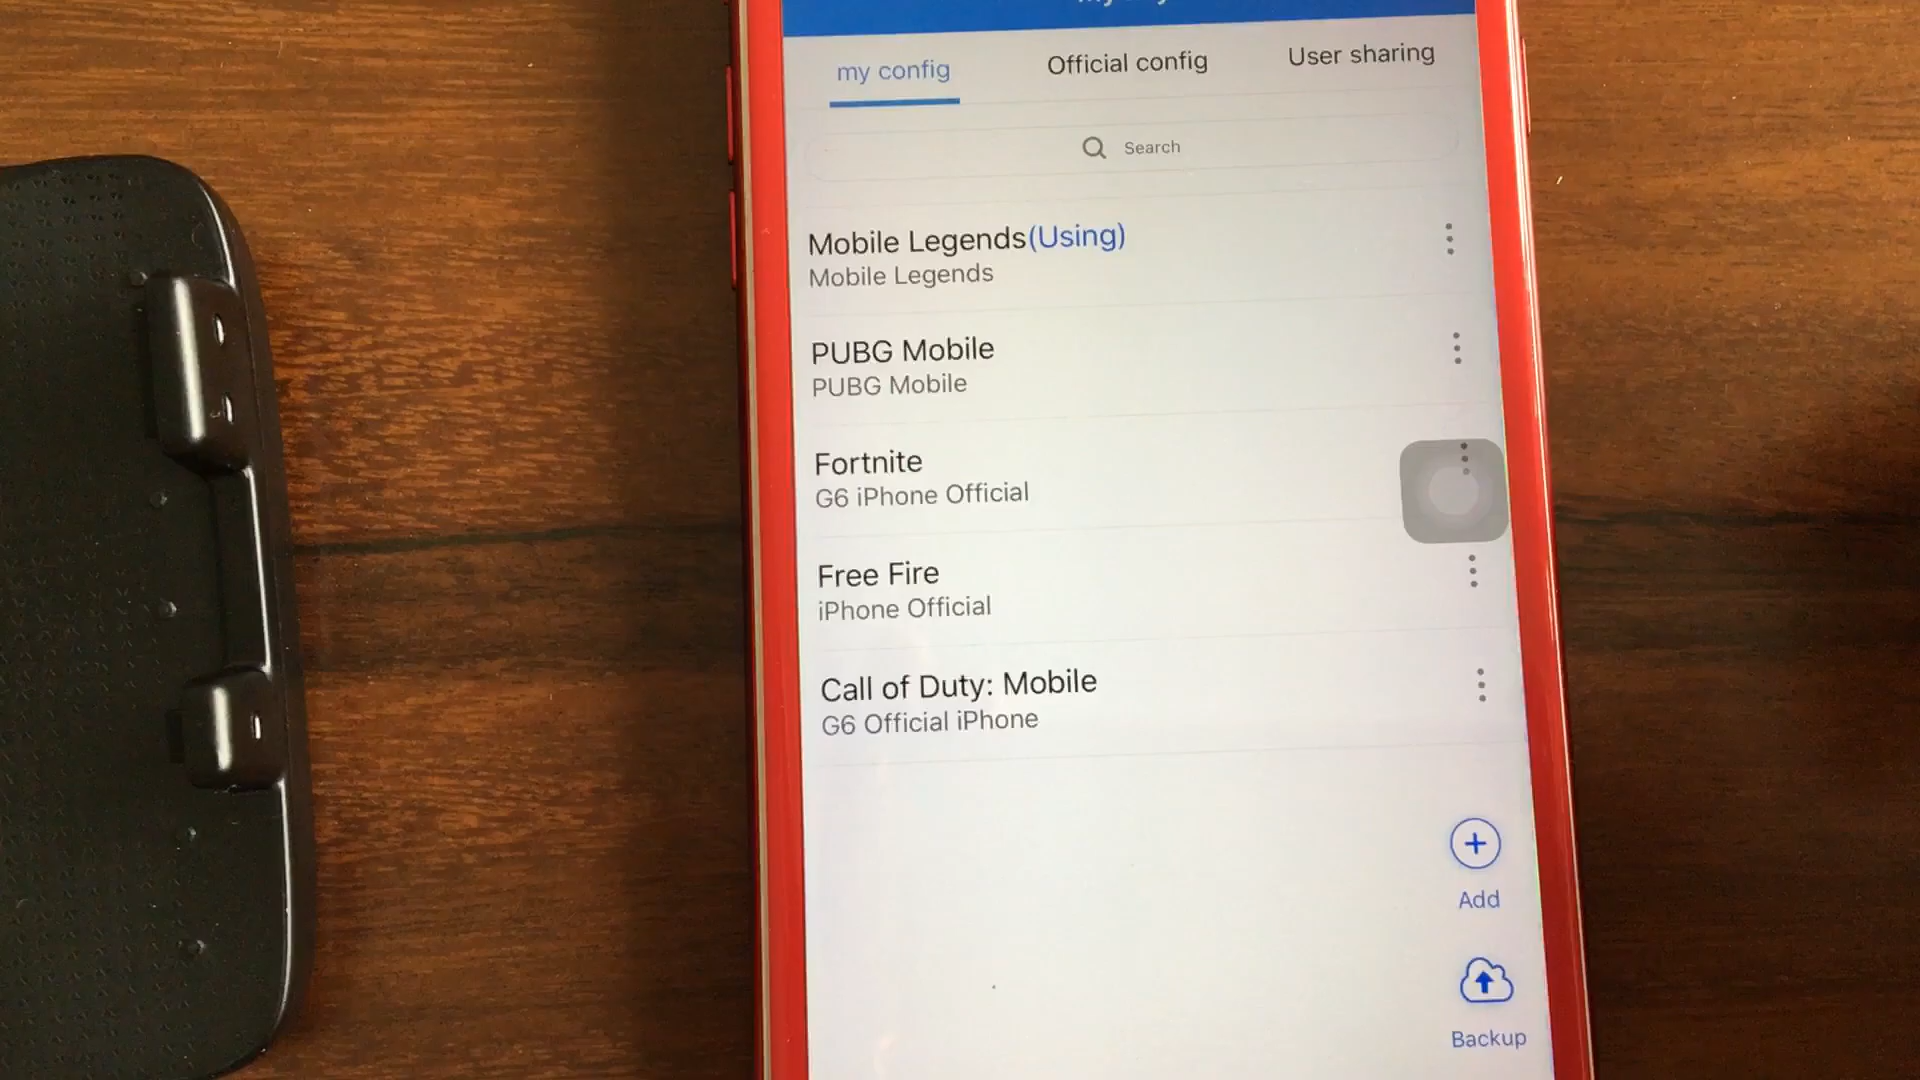 my config
Official config
User sharing
Search
Mobile Legends(Using)
Mobile Legends
PUBG Mobile
PUBG Mobile
Fortnite
G6 iPhone Official
Free Fire
iPhone Official
Call of Duty: Mobile
G6 Official iPhone
Add
Backup